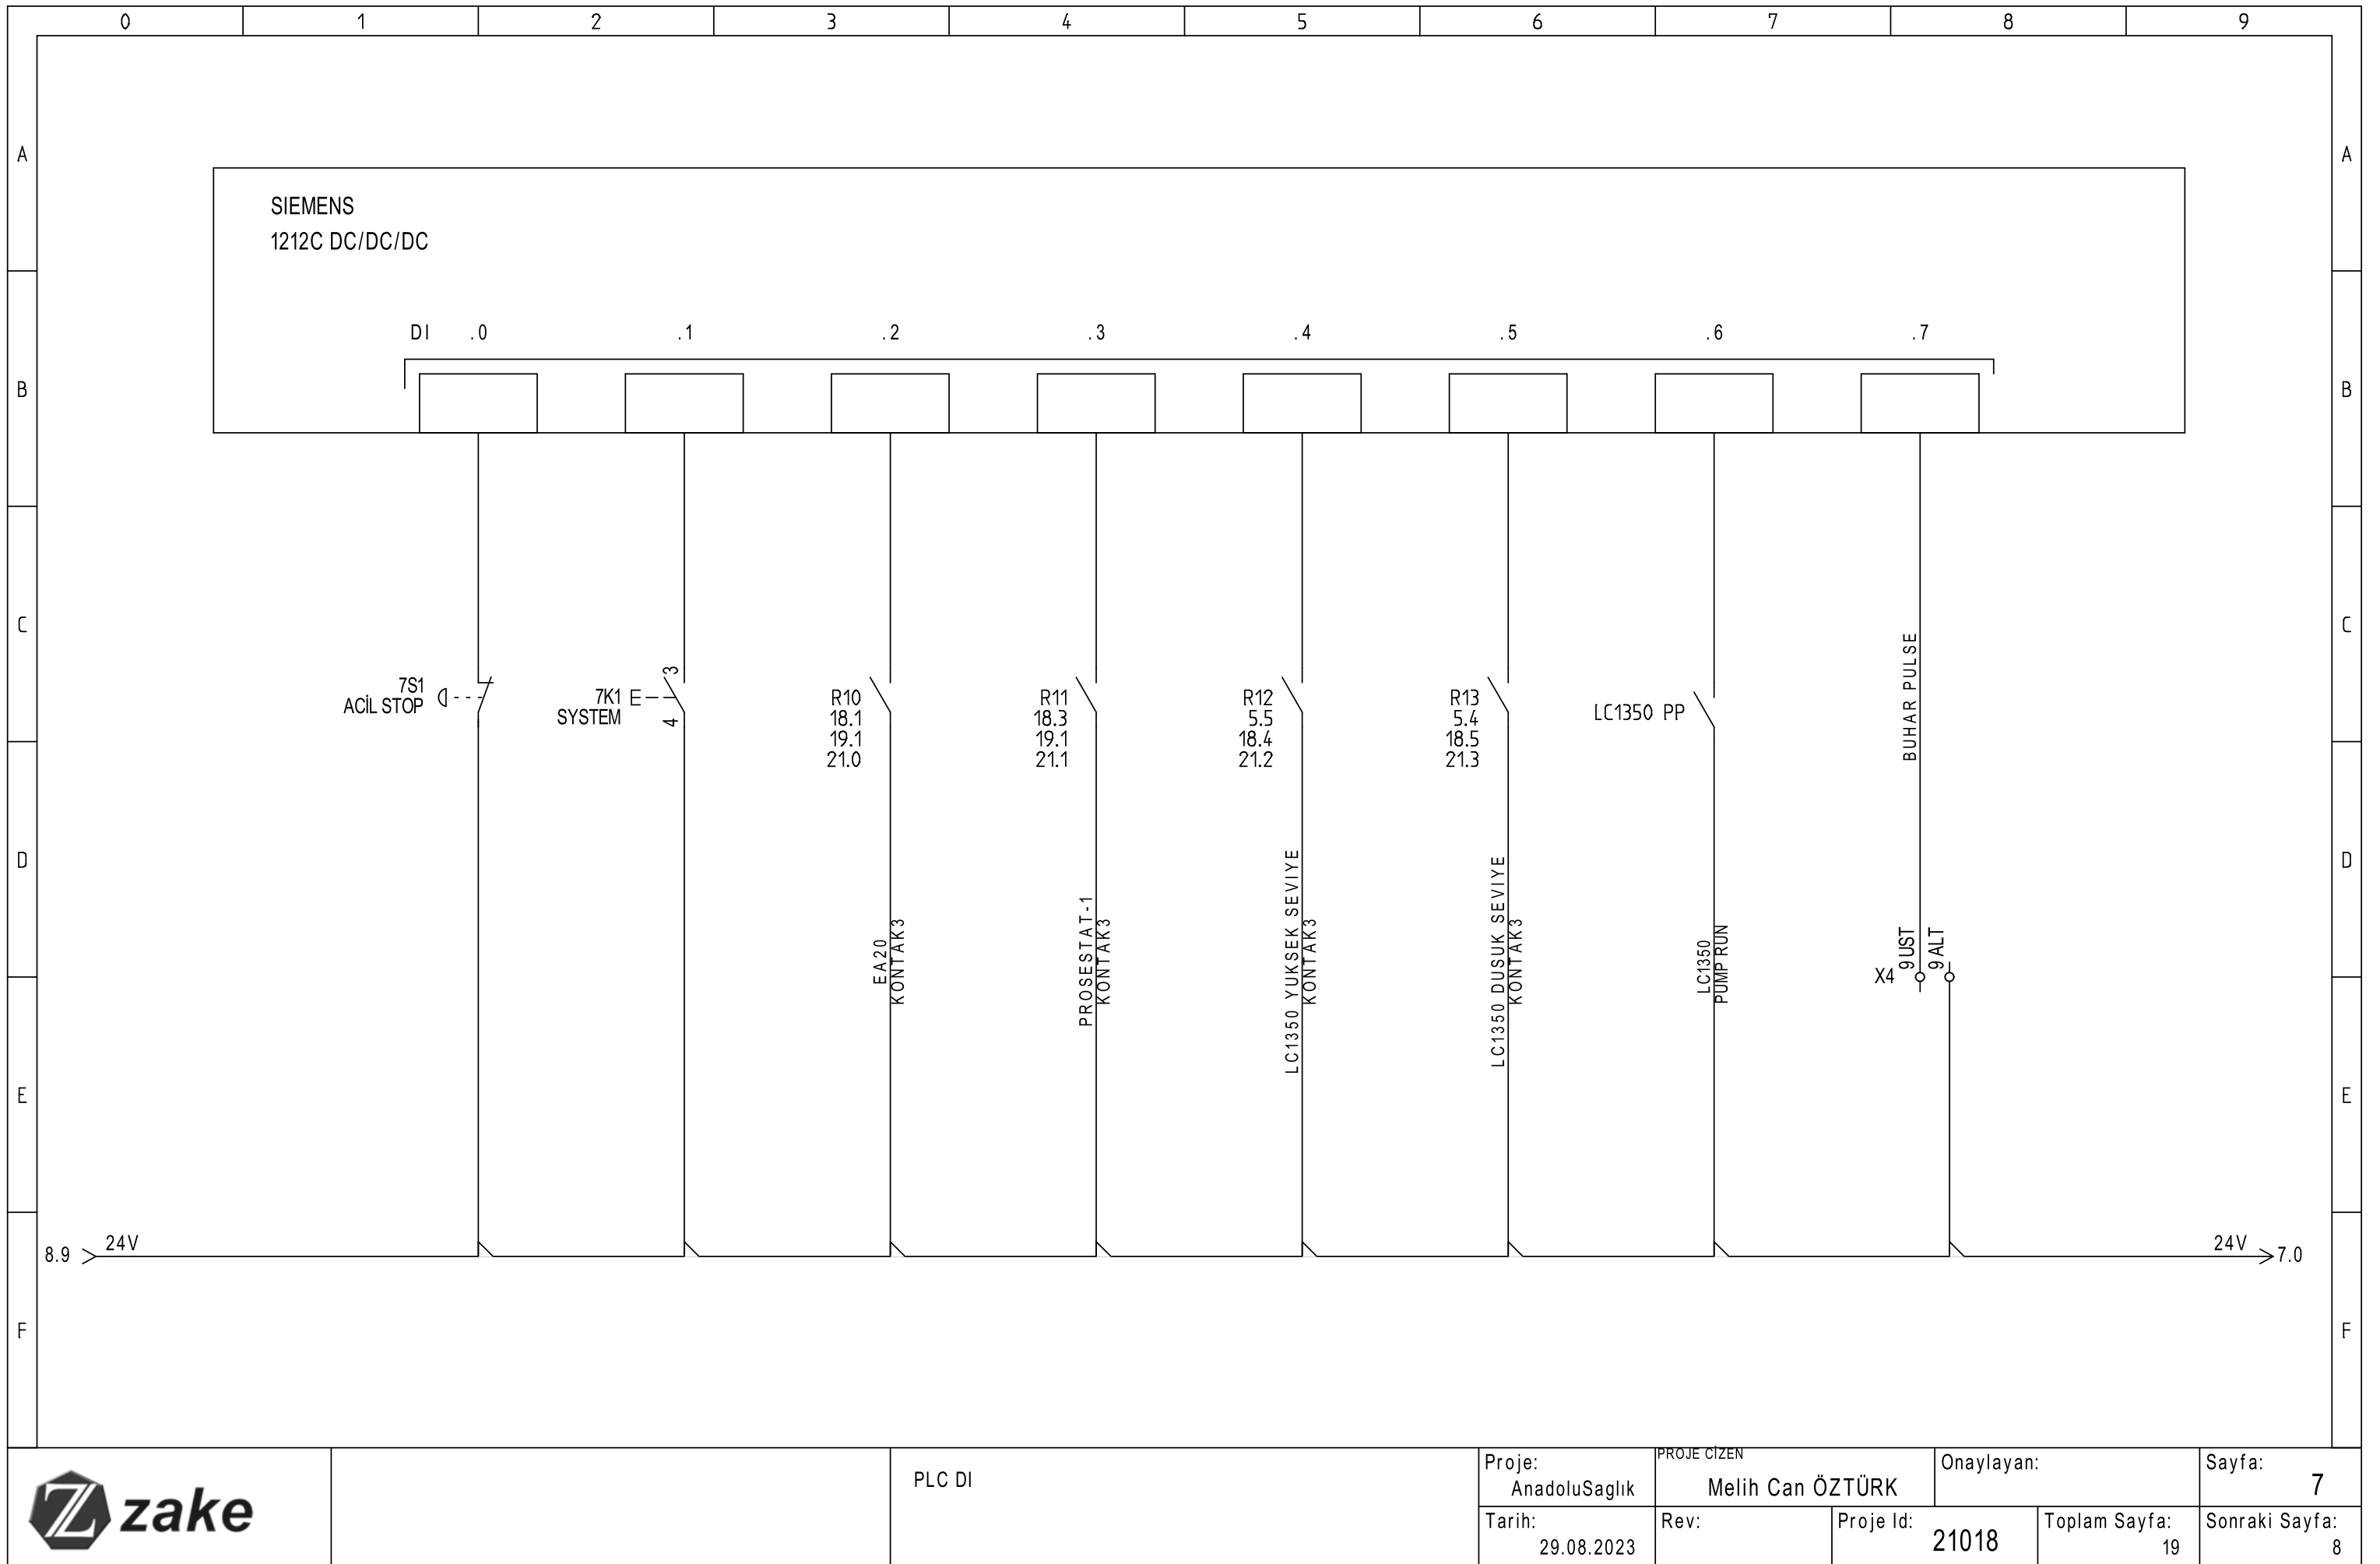 0 1 2 3 4 5 6 7 8 9
A A
SIEMENS
1212C DC/DC/DC
DI .0 .1 .2 .3 .4 .5 .6 .7
B B
C C
7S1
ACİL STOP
7K1
SYSTEM
3
4
R10
18.1
19.1
21.0
R11
18.3
19.1
21.1
R12
5.5
18.4
21.2
R13
5.4
18.5
21.3
LC1350 PP
BUHAR PULSE
D D
EA20
KONTAK3
PROSESTAT-1
KONTAK3
LC1350 YUKSEK SEVIYE
KONTAK3
LC1350 DUSUK SEVIYE
KONTAK3
LC1350
PUMP RUN
X4
9 UST
9 ALT
E E
8.9 24V
24V 7.0
F F
zake
PLC DI
Proje:
AnadoluSaglık
PROJE CİZEN
Melih Can ÖZTÜRK
Onaylayan:
Sayfa:
7
Tarih:
29.08.2023
Rev:
Proje Id:
21018
Toplam Sayfa:
19
Sonraki Sayfa:
8